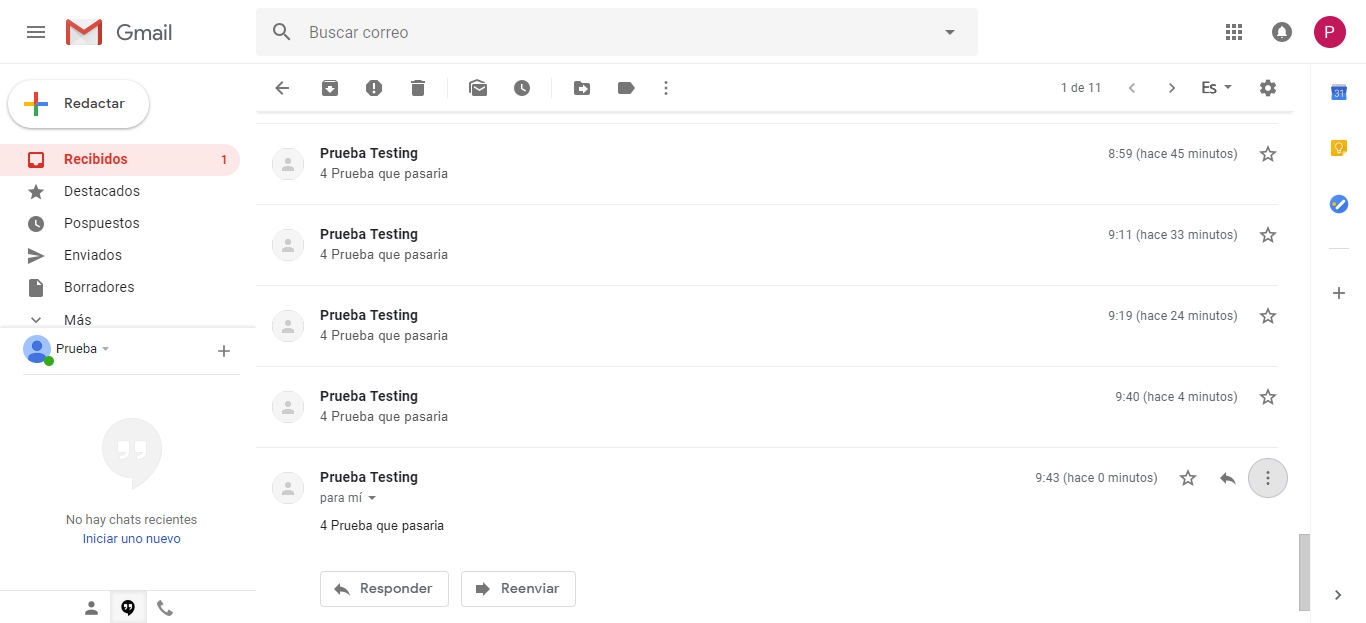 Gmail
Buscar correo
P
Redactar
1 de 11
Es
31
Recibidos 1
Destacados
Pospuestos
Enviados
Borradores
Más
Prueba
No hay chats recientes
Iniciar uno nuevo
Prueba Testing 8:59 (hace 45 minutos)
4 Prueba que pasaria
Prueba Testing 9:11 (hace 33 minutos)
4 Prueba que pasaria
Prueba Testing 9:19 (hace 24 minutos)
4 Prueba que pasaria
Prueba Testing 9:40 (hace 4 minutos)
4 Prueba que pasaria
Prueba Testing 9:43 (hace 0 minutos)
para mí
4 Prueba que pasaria
Responder Reenviar